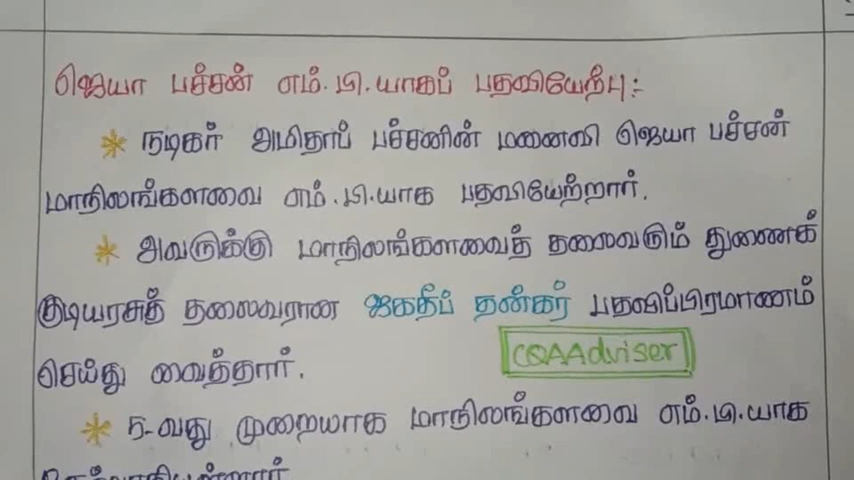 ஜெயா பச்சன் எம்.பி.யாகப் பதவியேற்பு:-
* நடிகர் அமிதாப் பச்சனின் மனைவி ஜெயா பச்சன்
மாநிலங்களவை எம்.பி.யாக பதவியேற்றார்.
* அவருக்கு மாநிலங்களவைத் தலைவரும் துணைக்
குடியரசுத் தலைவரான ஜகதீப் தன்கர் பதவிப்பிரமாணம்
செய்து வைத்தார்.
CQAAdviser
* 5-வது முறையாக மாநிலங்களவை எம்.பி.யாக